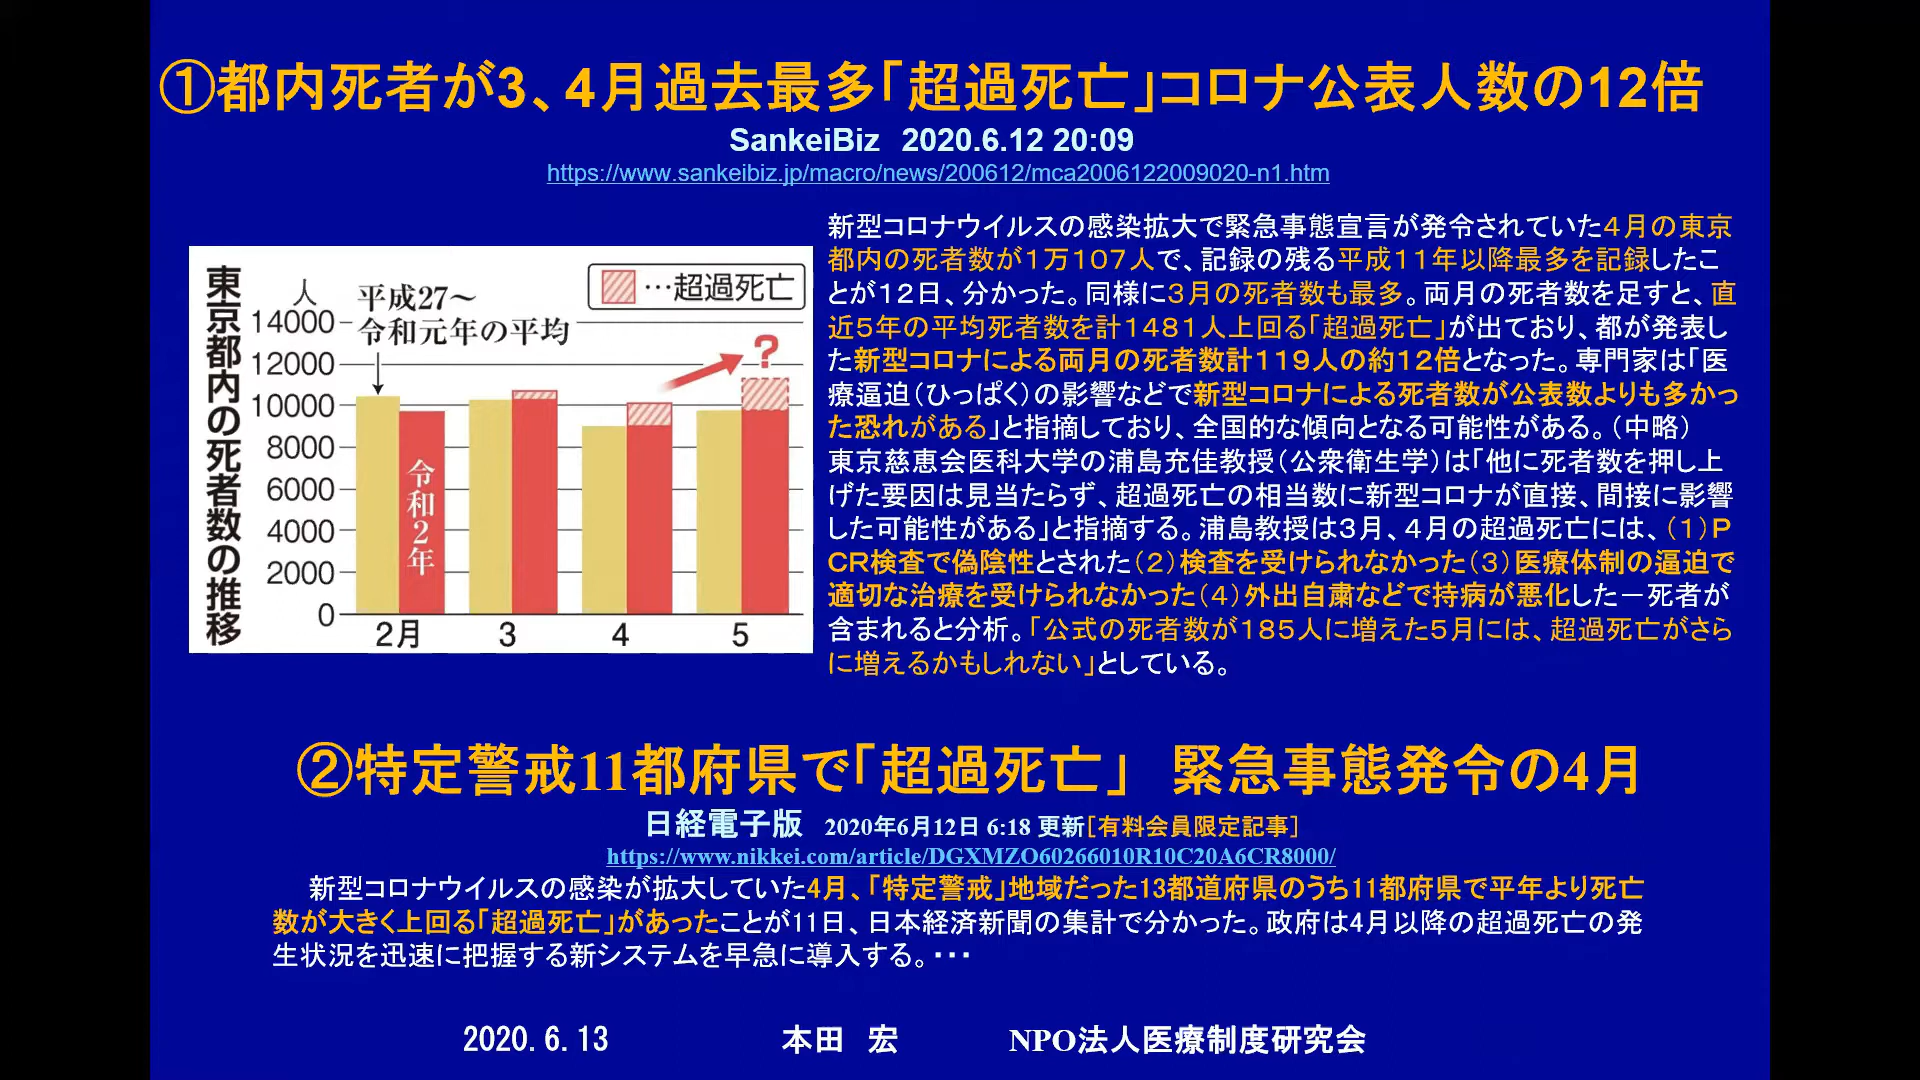 ①都内死者が3、4月過去最多「超過死亡」コロナ公表人数の12倍
SankeiBiz 2020.6.12 20:09
https://www.sankeibiz.jp/macro/news/200612/mca2006122009020-n1.htm
東京都内の死者数の推移
人
平成27〜
令和元年の平均
…超過死亡
14000
12000
10000
8000
6000
4000
2000
0
?
令和2年
2月 3 4 5
新型コロナウイルスの感染拡大で緊急事態宣言が発令されていた４月の東京
都内の死者数が１万１０７人で、記録の残る平成１１年以降最多を記録したこ
とが１２日、分かった。同様に３月の死者数も最多。両月の死者数を足すと、直
近５年の平均死者数を計１４８１人上回る「超過死亡」が出ており、都が発表し
た新型コロナによる両月の死者数計１１９人の約１２倍となった。専門家は「医
療逼迫（ひっぱく）の影響などで新型コロナによる死者数が公表数よりも多かっ
た恐れがある」と指摘しており、全国的な傾向となる可能性がある。（中略）
東京慈恵会医科大学の浦島充佳教授（公衆衛生学）は「他に死者数を押し上
げた要因は見当たらず、超過死亡の相当数に新型コロナが直接、間接に影響
した可能性がある」と指摘する。浦島教授は３月、４月の超過死亡には、（１）Ｐ
ＣＲ検査で偽陰性とされた（２）検査を受けられなかった（３）医療体制の逼迫で
適切な治療を受けられなかった（４）外出自粛などで持病が悪化した－死者が
含まれると分析。「公式の死者数が１８５人に増えた５月には、超過死亡がさら
に増えるかもしれない」としている。
②特定警戒11都府県で「超過死亡」 緊急事態発令の4月
日経電子版 2020年6月12日 6:18 更新［有料会員限定記事］
https://www.nikkei.com/article/DGXMZO60266010R10C20A6CR8000/
新型コロナウイルスの感染が拡大していた4月、「特定警戒」地域だった13都道府県のうち11都府県で平年より死亡
数が大きく上回る「超過死亡」があったことが11日、日本経済新聞の集計で分かった。政府は4月以降の超過死亡の発
生状況を迅速に把握する新システムを早急に導入する。・・・
2020.6.13 本田 宏 NPO法人医療制度研究会